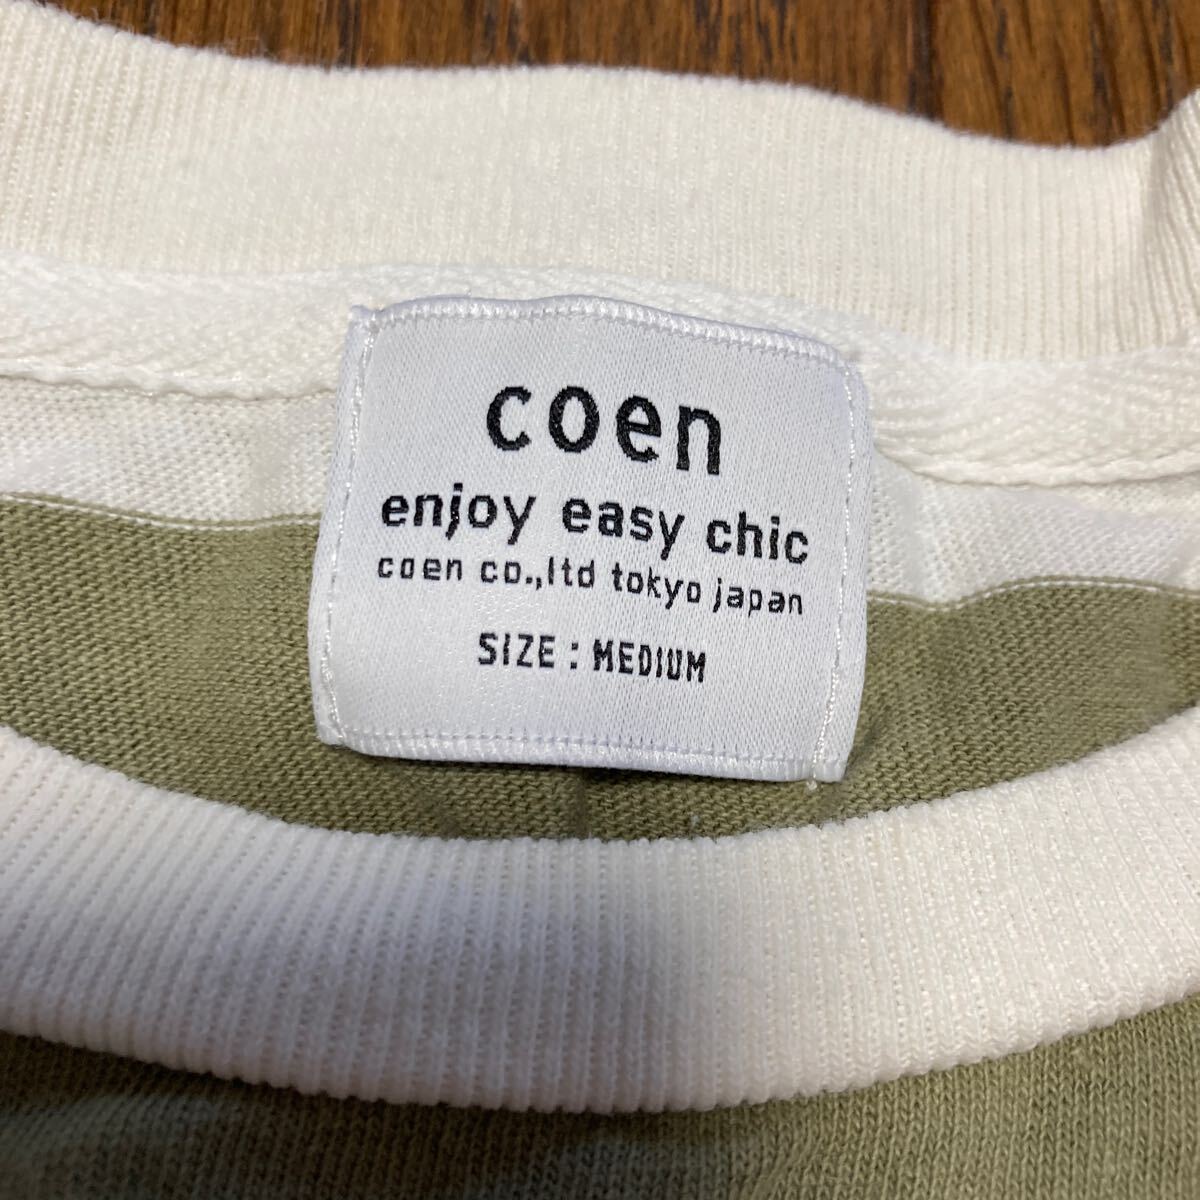 coen
enjoy easy chic
coen co.,ltd tokyo japan
SIZE : MEDIUM